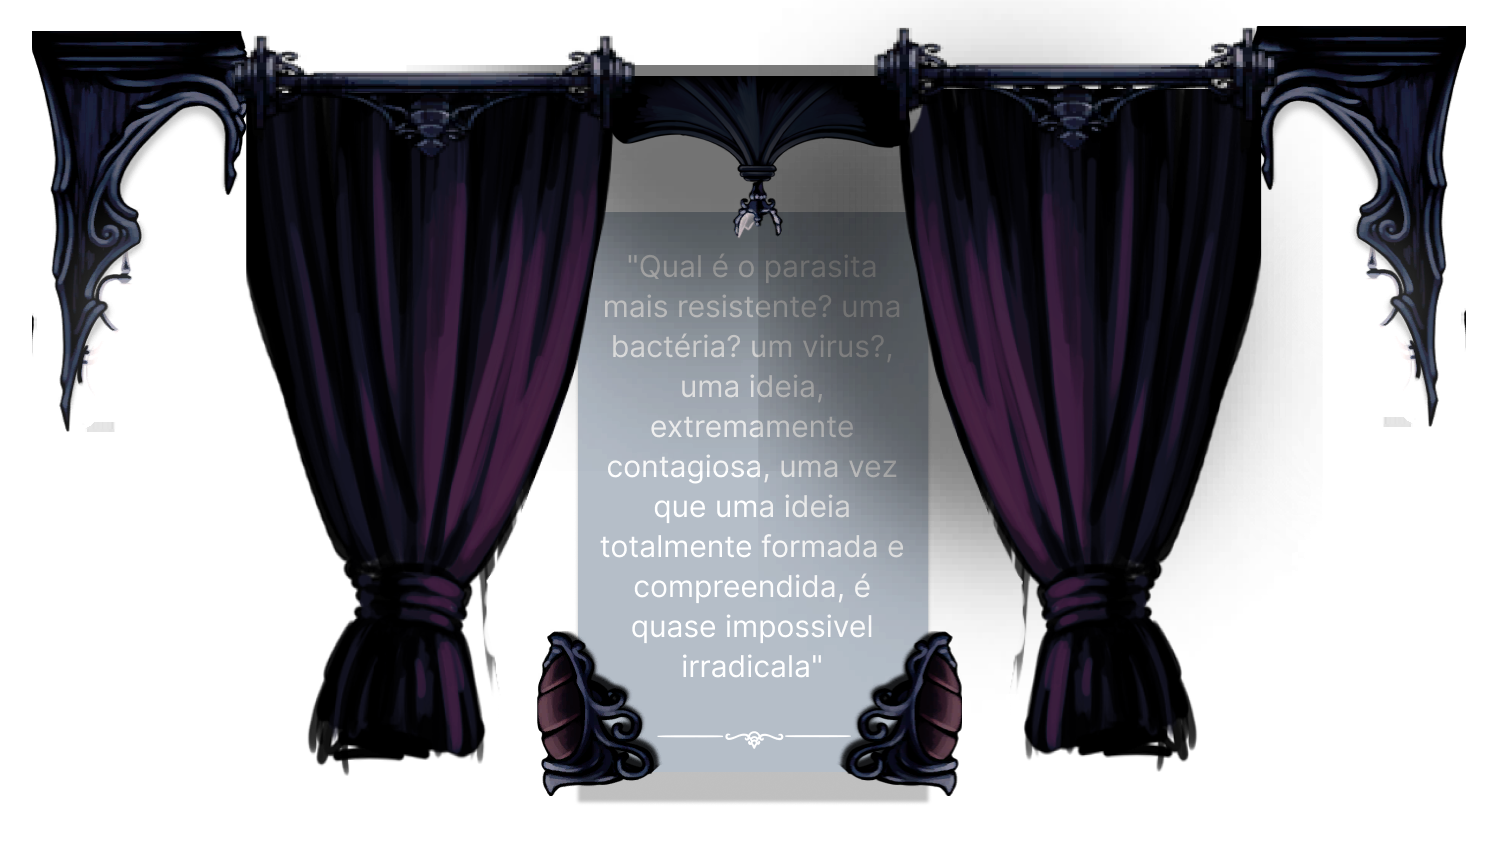 "Qual é o parasita
mais resistente? uma
bactéria? um virus?,
uma ideia,
extremamente
contagiosa, uma vez
que uma ideia
totalmente formada e
compreendida, é
quase impossivel
irradicala"